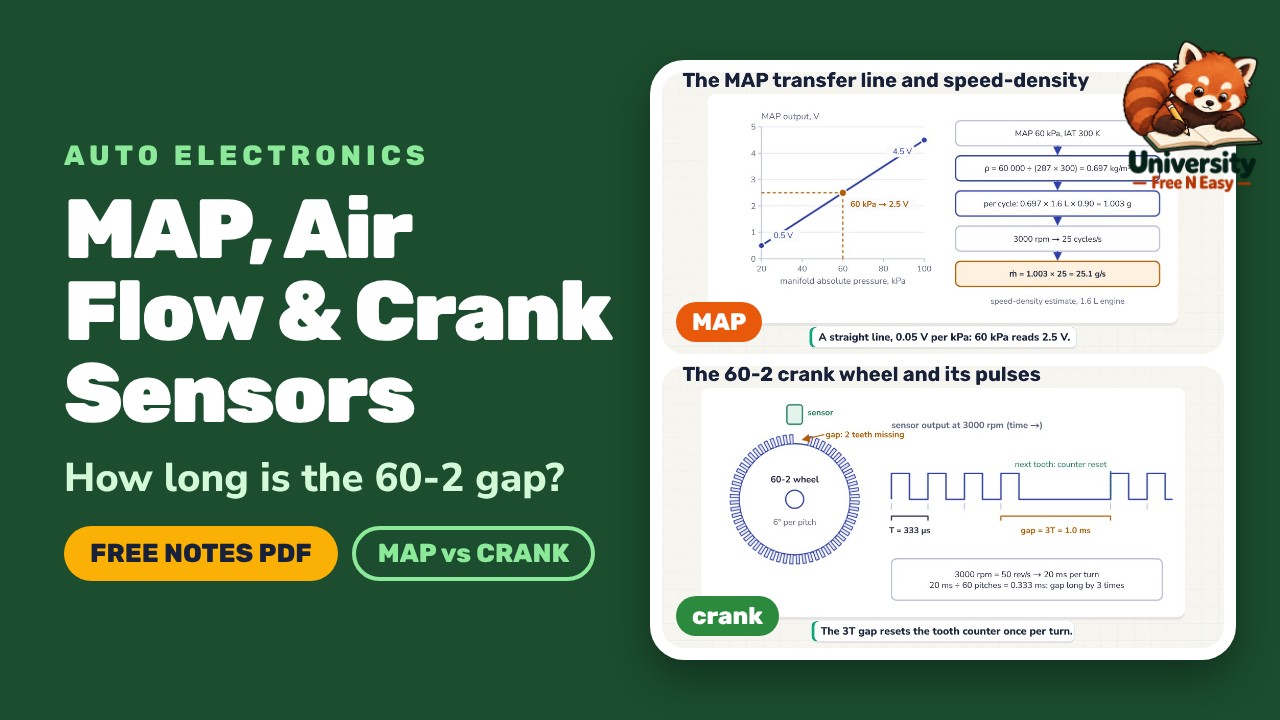 AUTO ELECTRONICS
MAP, Air
Flow & Crank
Sensors
How long is the 60-2 gap?
FREE NOTES PDF
MAP vs CRANK
The MAP transfer line and speed-density
MAP output, V
5
4
3
2
1
0
20
40
60
80
100
4.5 V
60 kPa → 2.5 V
0.5 V
manifold absolute pressure, kPa
MAP 60 kPa, IAT 300 K
ρ = 60 000 ÷ (287 × 300) = 0.697 kg/m
per cycle: 0.697 × 1.6 L × 0.90 = 1.003 g
3000 rpm → 25 cycles/s
ṁ = 1.003 × 25 = 25.1 g/s
speed-density estimate, 1.6 L engine
MAP
A straight line, 0.05 V per kPa: 60 kPa reads 2.5 V.
University
Free N Easy
The 60-2 crank wheel and its pulses
sensor
gap: 2 teeth missing
60-2 wheel
6° per pitch
sensor output at 3000 rpm (time →)
next tooth: counter reset
T = 333 µs
gap = 3T = 1.0 ms
3000 rpm = 50 rev/s → 20 ms per turn
20 ms ÷ 60 pitches = 0.333 ms: gap long by 3 times
crank
The 3T gap resets the tooth counter once per turn.